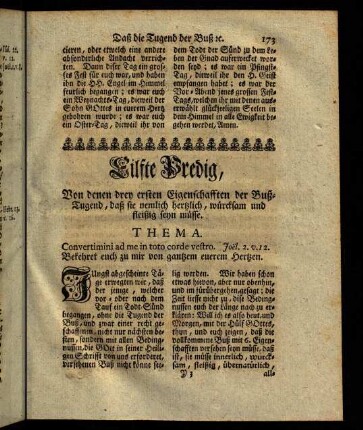 Daß die Tugend der Buß ꝛc. 173
cieren, oder etwelch eins andere
absonderliche Andacht verrich-
ten. Dann diser Tag ein gros-
ses Fest für euch war, und haben
ihn die HH. Engel im Himmel
feurlich begangen; es war euch
ein Weynachts-Tag, dieweil der
Sohn GOttes in eurem Hertz
gebohren wurde; es war euch
ein Oster-Tag, dieweil ihr von
dem Todt der Sünd zu dem Le-
ben der Gnad auferwecket wor-
den seyd; es war ein Pfingst-
Tag, dieweil ihr den H. Geist
empfangen habet; es war der
Vor-Abend jenes grossen Fest-
Tags, welchen ihr mit denen aus-
erwählt glückseeligen Seelen in
dem Himmel in alle Ewigkeit be-
gehen werdet, Amen.
Eilfte Predig,
Von denen drey ersten Eigenschafften der Buß-
Tugend, daß sie nemlich hertzlich, würcksam und
fleissig seyn müsse.
THEMA.
Convertimini ad me in toto corde vestro. Joël. 2. v. 12.
Bekehret euch zu mir von gantzem euerem Hertzen.
JUngst abgescheinte Tä-
ge erwegten wir, daß
der jenige, welcher
vor- oder nach dem
Tauf ein Todt-Sünd
begangen, ohne die Tugend der
Buß, und zwar einer recht ge-
schaffenen, nicht nur nächsten be-
sten, sondern mit allen Beding-
nussen, die GOtt in seiner Heili-
gen Schrifft von uns erforderet,
versehenen Buß nicht könne see-
lig werden. Wir haben schon
etwas hievon, aber nur obenhin,
und im fürübergehen, gesagt: die
Zeit liesse nicht zu, dise Beding-
nussen euch der Länge nach zu er-
klären: Will ich es also heut, und
Morgen, mit der Hülf GOttes,
thun, und euch zeigen, daß die
vollkommne Buß mit 6. Eigen-
schafften versehen seyn müsse, daß
ist, sie müsse innerlich, würck-
sam, fleißig, übernatürlich,
Y 3 all-